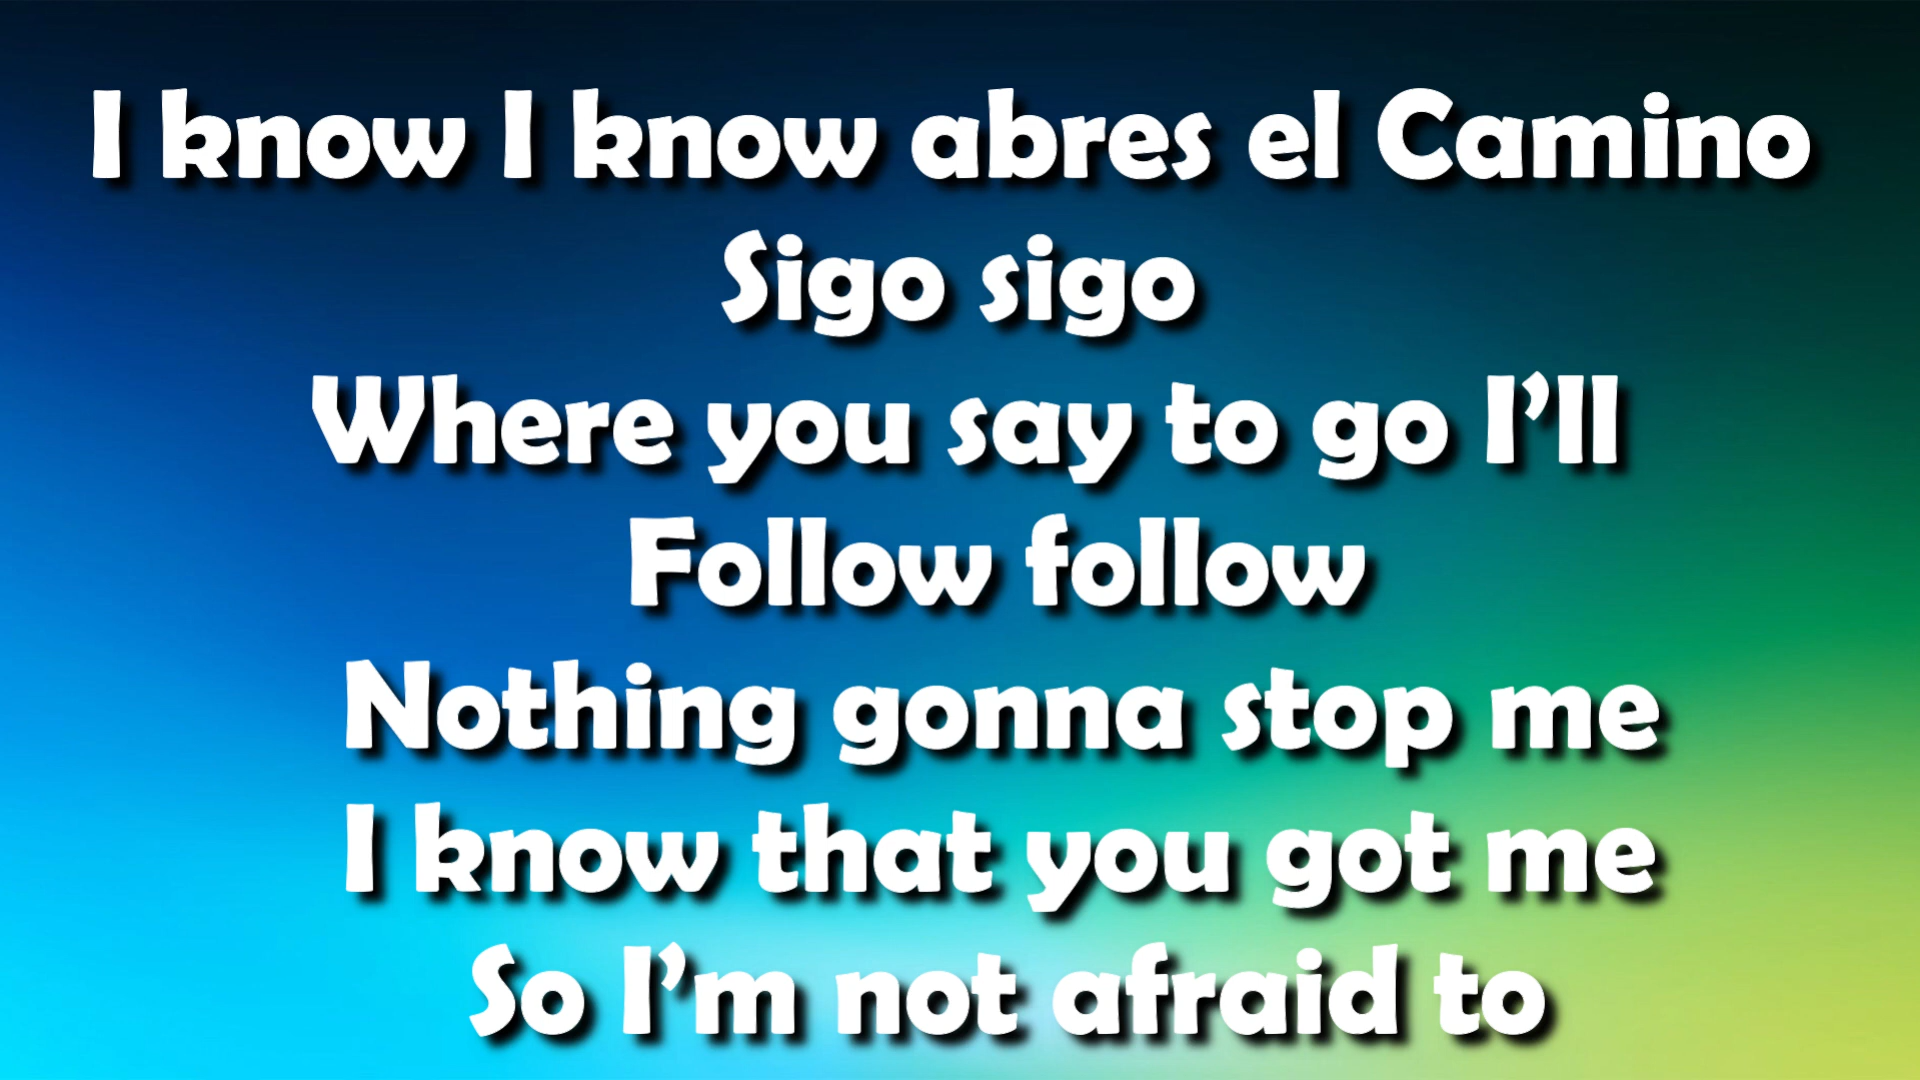 I know I know abres el Camino
Sigo sigo
Where you say to go I’ll
Follow follow
Nothing gonna stop me
I know that you got me
So I’m not afraid to